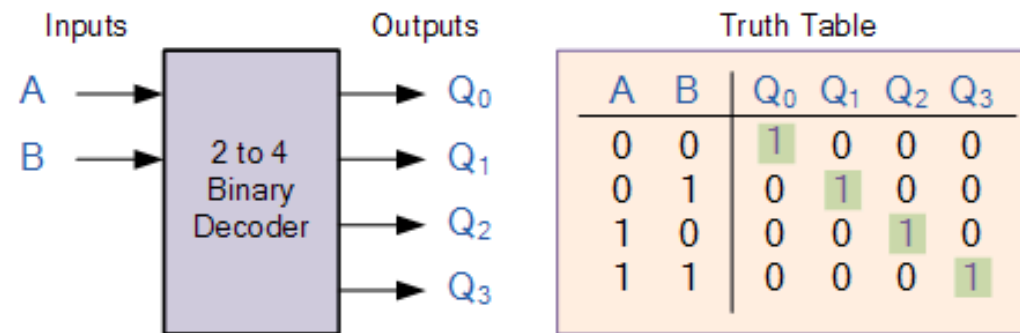 Inputs Outputs
A
B
2 to 4
Binary
Decoder
Q₀
Q₁
Q₂
Q₃
Truth Table
A B Q₀ Q₁ Q₂ Q₃
0 0 1 0 0 0
0 1 0 1 0 0
1 0 0 0 1 0
1 1 0 0 0 1